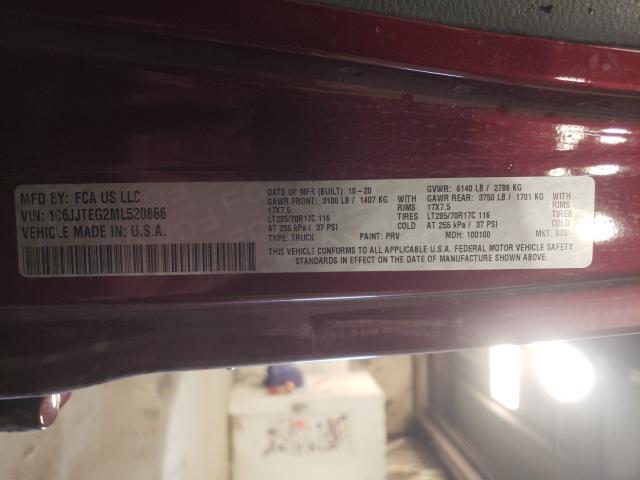 MFD BY: FCA US LLC
VIN: 1C6JJTEG2ML520866
VEHICLE MADE IN: U.S.A.
DATE OF MFR (BUILT) 10-20
GAWR FRONT: 3100 LB / 1407 KG
17X7.5 RIMS
LT285/70R17C 116 TIRES
AT 255 kPa / 37 PSI COLD
TYPE: TRUCK PAINT: PRV
GVWR: 6140 LB / 2786 KG
GAWR REAR: 3750 LB / 1701 KG
17X7.5 RIMS
LT285/70R17C 116 TIRES
AT 255 kPa / 37 PSI COLD
MDH: 100100 MKT: 875
THIS VEHICLE CONFORMS TO ALL APPLICABLE U.S.A. FEDERAL MOTOR VEHICLE SAFETY
STANDARDS IN EFFECT ON THE DATE OF MANUFACTURE SHOWN ABOVE.